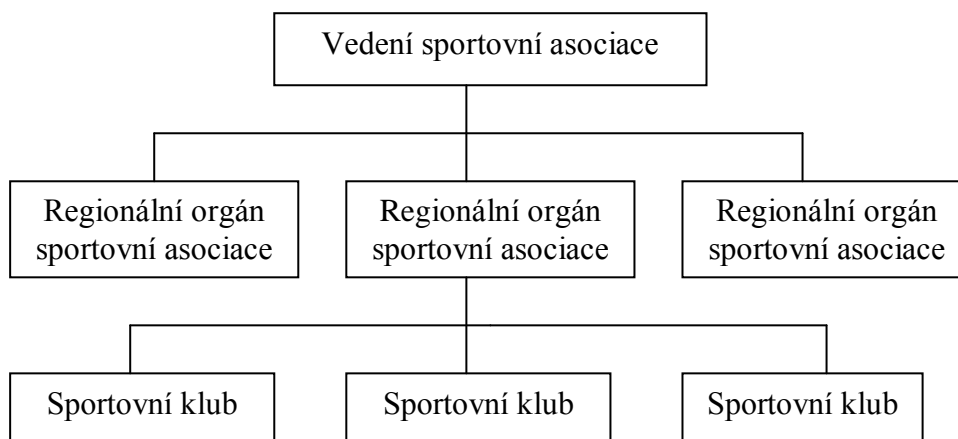 Vedení sportovní asociace
Regionální orgán
sportovní asociace
Regionální orgán
sportovní asociace
Regionální orgán
sportovní asociace
Sportovní klub
Sportovní klub
Sportovní klub